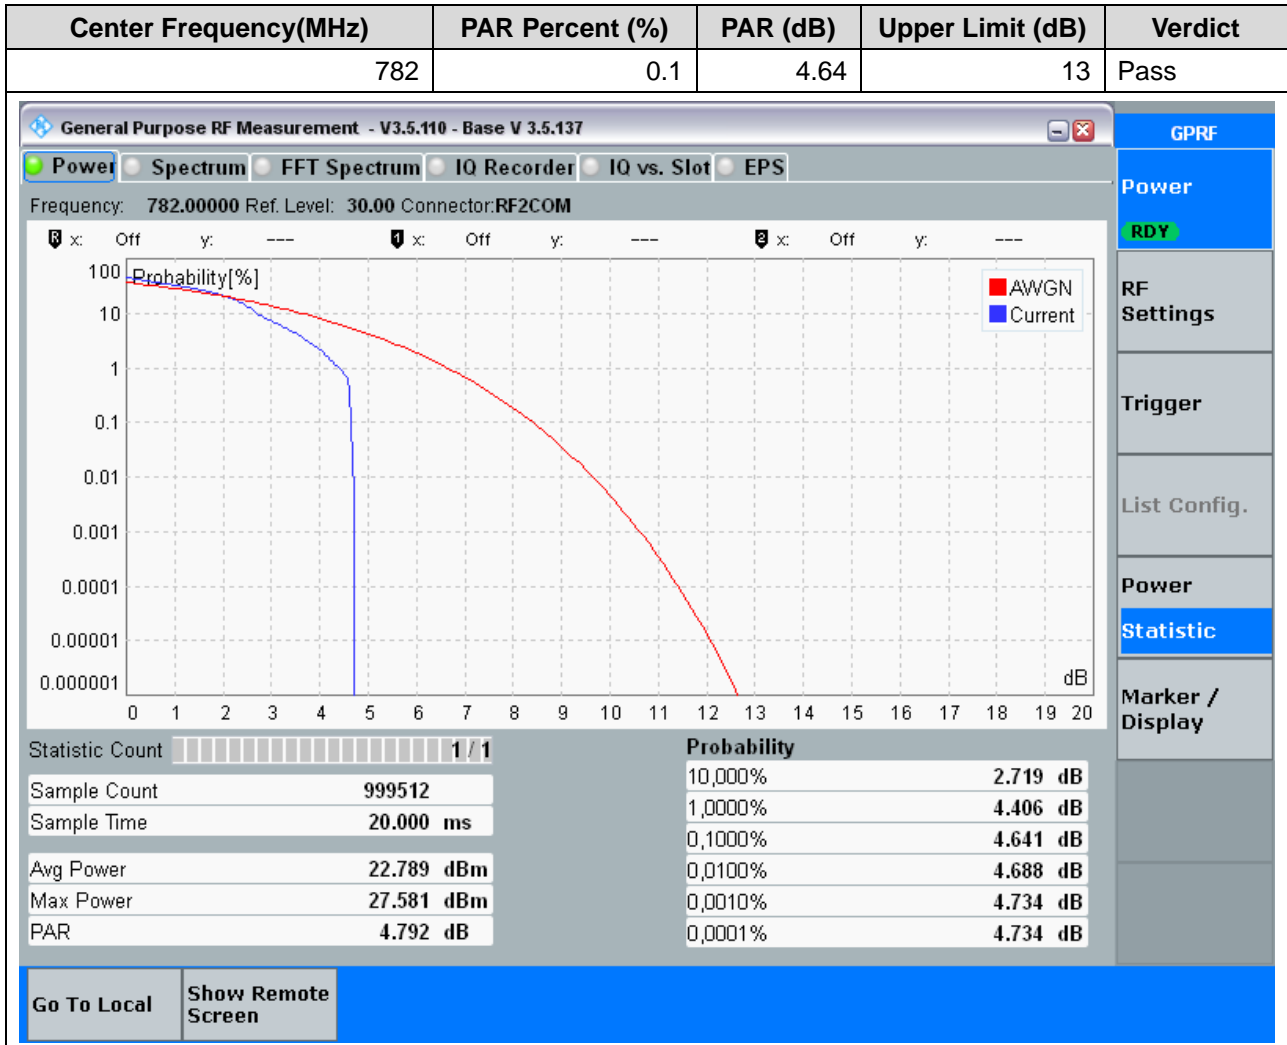 Center Frequency(MHz) PAR Percent (%) PAR (dB) Upper Limit (dB) Verdict
782 0.1 4.64 13 Pass
General Purpose RF Measurement - V3.5.110 - Base V 3.5.137
GPRF
Power Spectrum FFT Spectrum IQ Recorder IQ vs. Slot EPS
Power
RDY
Frequency: 782.00000 Ref. Level: 30.00 Connector:RF2COM
R x: Off y: --- 1 x: Off y: --- 2 x: Off y: ---
Probability[%]
AWGN
Current
100
10
1
0.1
0.01
0.001
0.0001
0.00001
0.000001
dB
0 1 2 3 4 5 6 7 8 9 10 11 12 13 14 15 16 17 18 19 20
RF
Settings
Trigger
List Config.
Power
Statistic
Marker /
Display
Statistic Count 1 / 1
Sample Count 999512
Sample Time 20.000 ms
Avg Power 22.789 dBm
Max Power 27.581 dBm
PAR 4.792 dB
Probability
10,000% 2.719 dB
1,0000% 4.406 dB
0,1000% 4.641 dB
0,0100% 4.688 dB
0,0010% 4.734 dB
0,0001% 4.734 dB
Go To Local
Show Remote
Screen